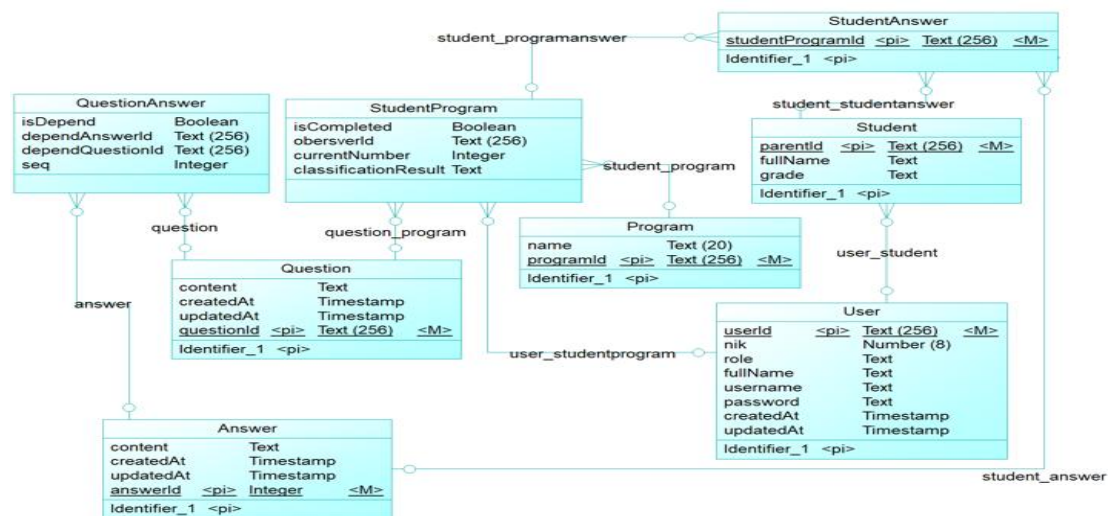 StudentAnswer
studentProgramId <pi> Text (256) <M>
Identifier_1 <pi>
student_programanswer
QuestionAnswer
isDepend Boolean
dependAnswerId Text (256)
dependQuestionId Text (256)
seq Integer
StudentProgram
isCompleted Boolean
obersverId Text (256)
currentNumber Integer
classificationResult Text
student_studentanswer
Student
parentId <pi> Text (256) <M>
fullName Text
grade Text
Identifier_1 <pi>
student_program
Program
name Text (20)
programId <pi> Text (256) <M>
Identifier_1 <pi>
question
question_program
user_student
Question
content Text
createdAt Timestamp
updatedAt Timestamp
questionId <pi> Text (256) <M>
Identifier_1 <pi>
answer
user_studentprogram
User
userId <pi> Text (256) <M>
nik Number (8)
role Text
fullName Text
username Text
password Text
createdAt Timestamp
updatedAt Timestamp
Identifier_1 <pi>
Answer
content Text
createdAt Timestamp
updatedAt Timestamp
answerId <pi> Integer <M>
Identifier_1 <pi>
student_answer